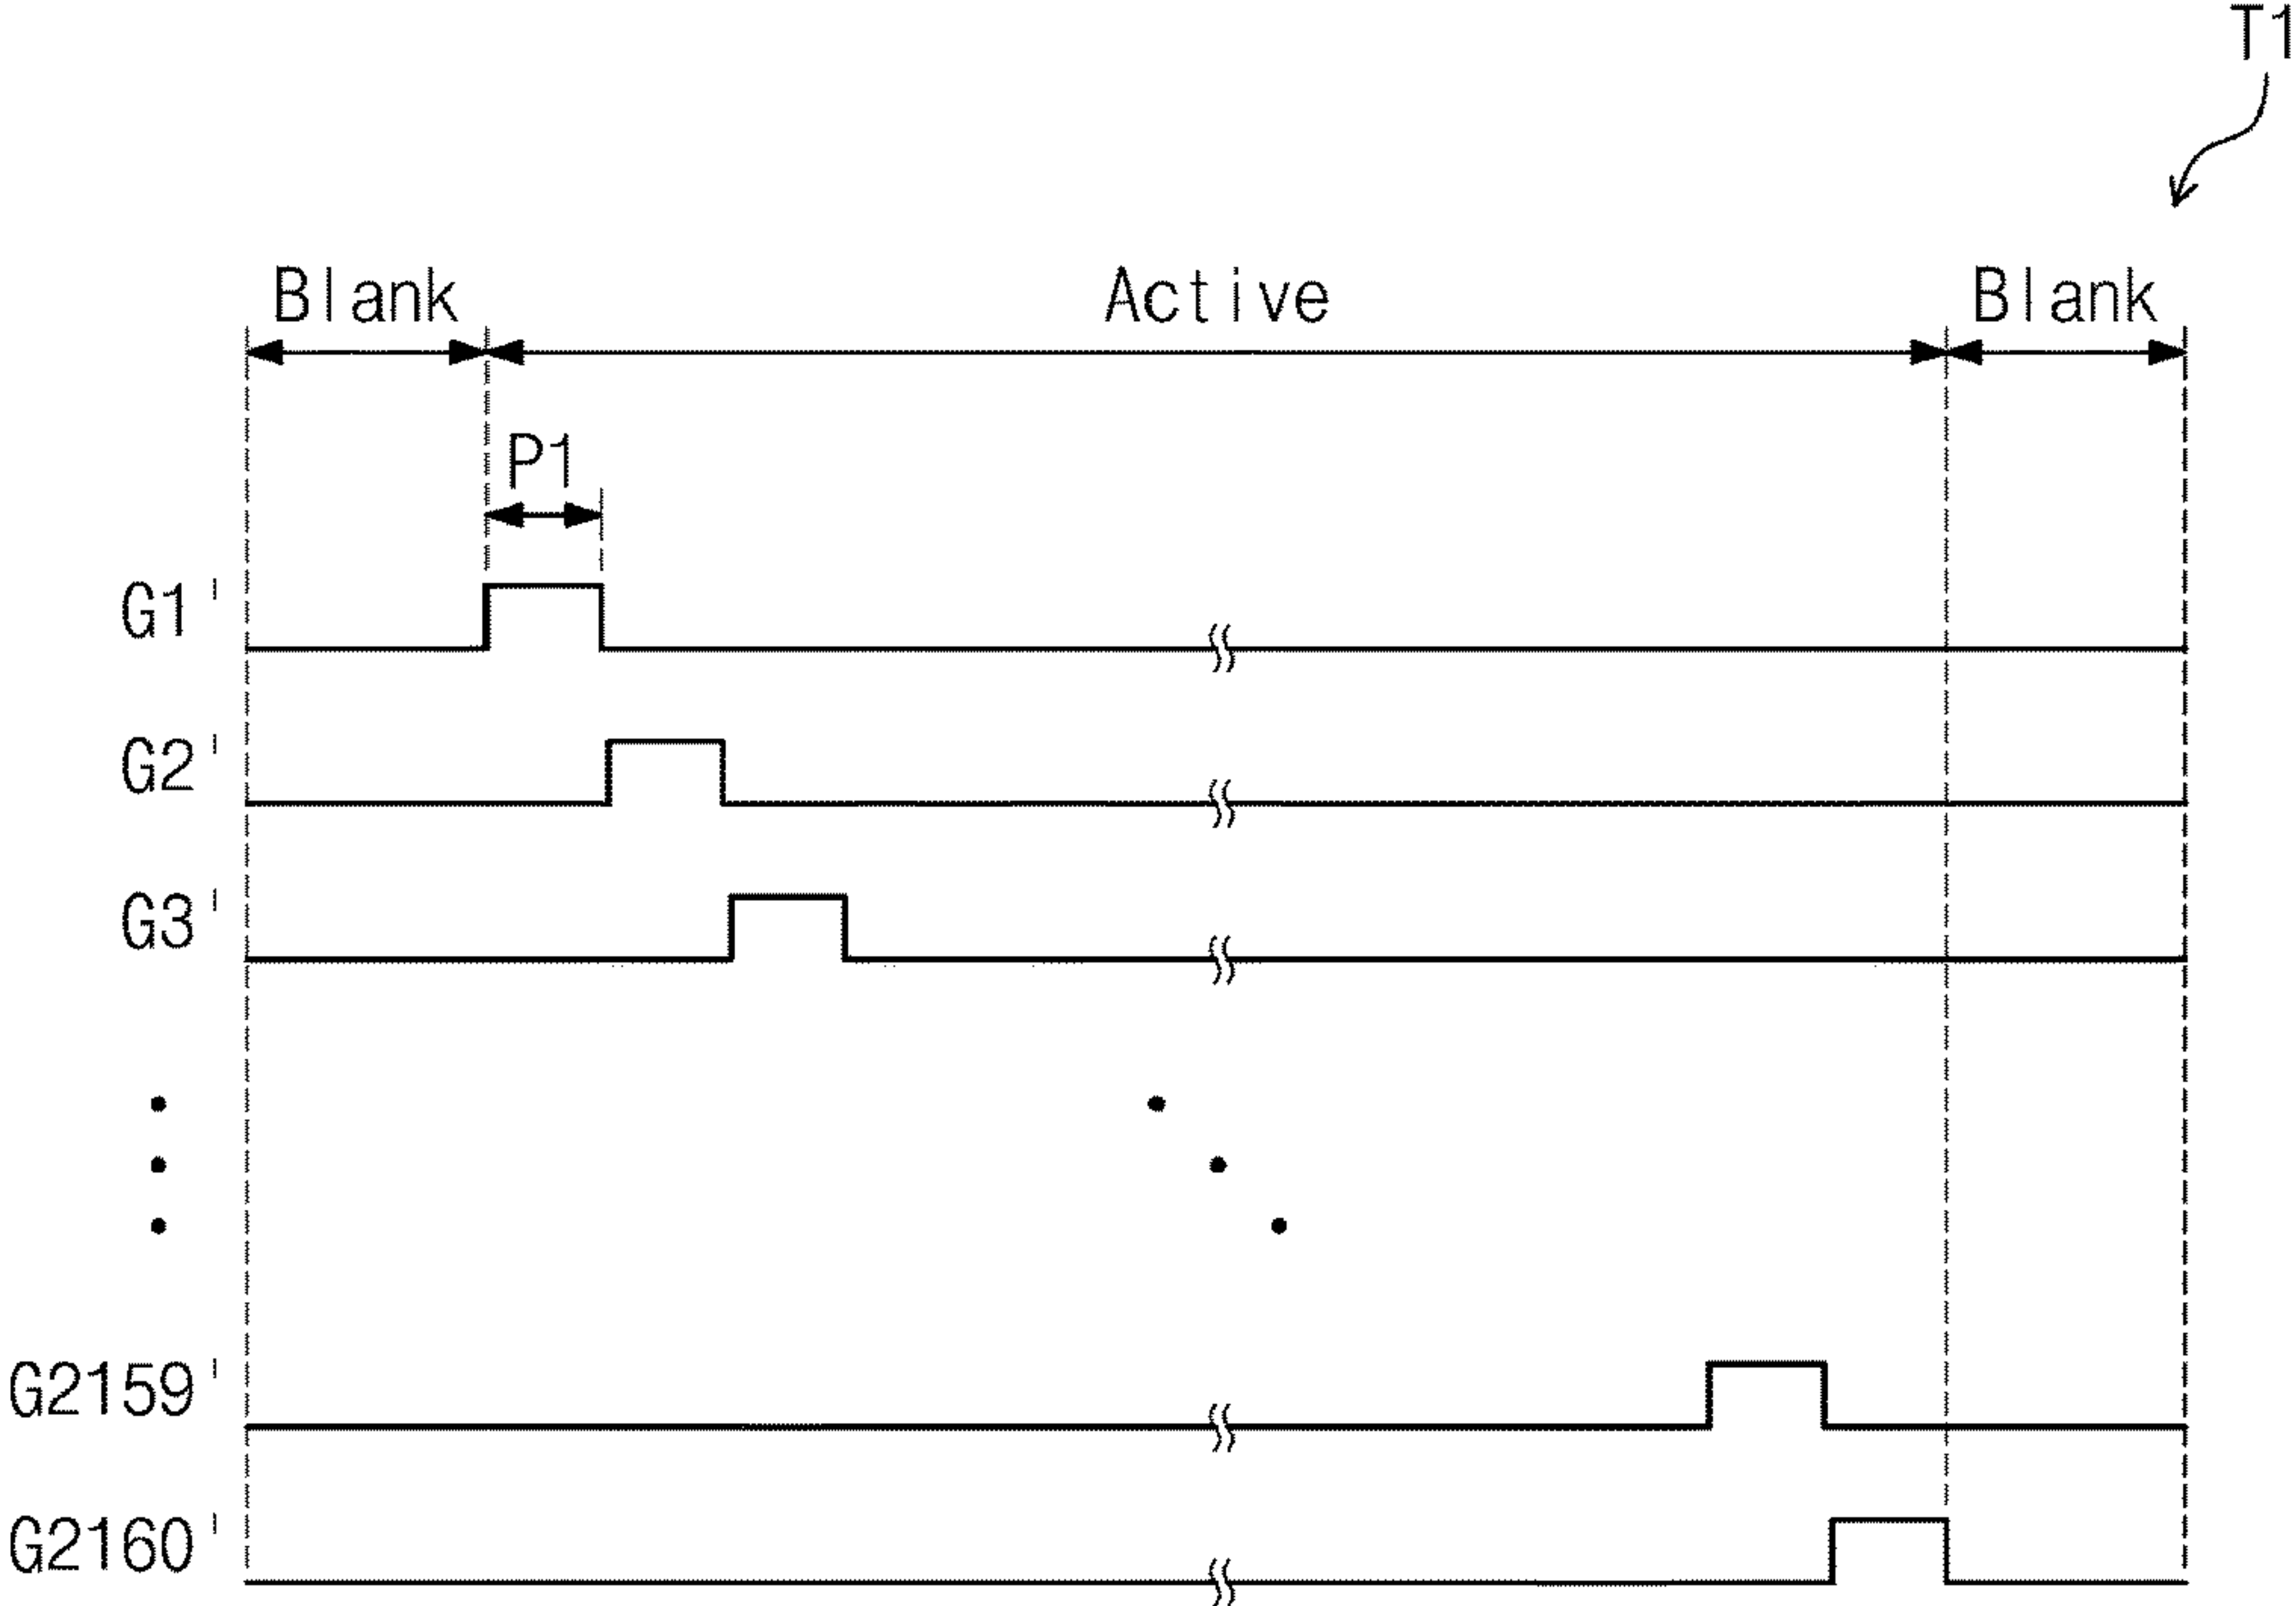 T1
Blank Active Blank
P1
G1'
G2'
G3'
G2159'
G2160'